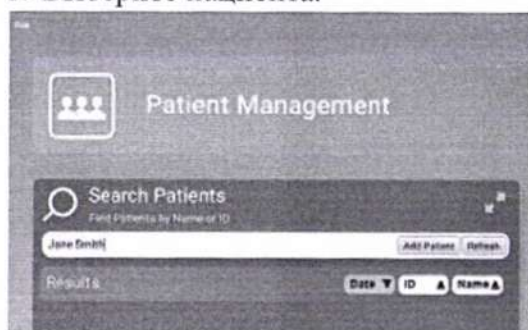 Patient Management
Search Patients
Find Patients by Name or ID
Jane Smith
Add Patient Refresh
Results
Date ▼ ID ▲ Name ▲